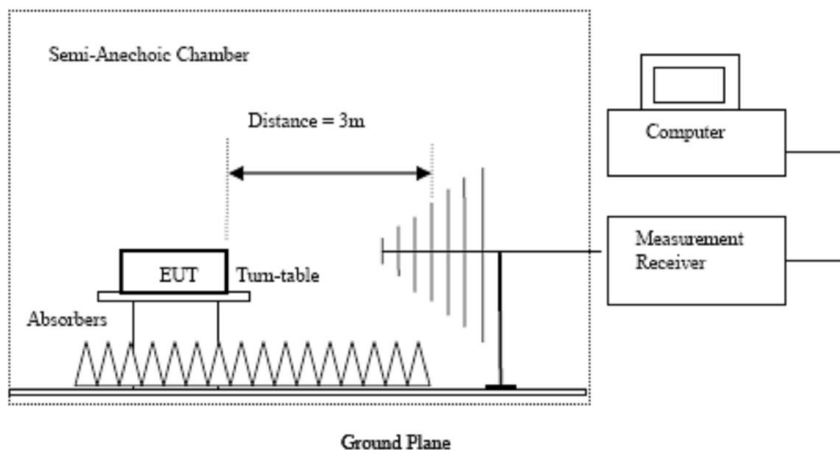 Semi-Anechoic Chamber
Distance = 3m
Computer
Measurement
Receiver
EUT
Turn-table
Absorbers
Ground Plane